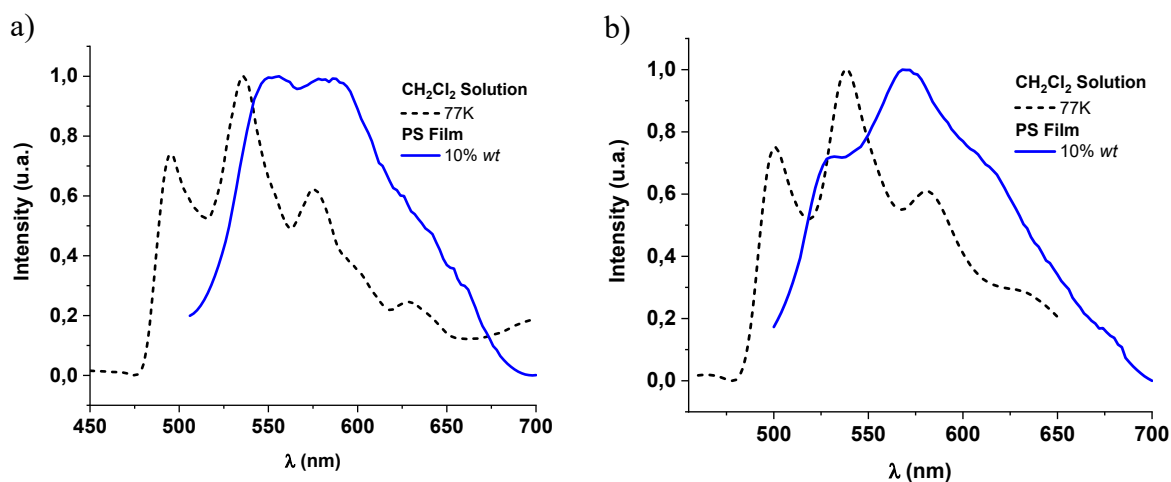 a)
1,0
0,8
0,6
0,4
0,2
0,0
Intensity (u.a.)
CH₂Cl₂ Solution
77K
PS Film
10% wt
450 500 550 600 650 700
λ (nm)
b)
1,0
0,8
0,6
0,4
0,2
0,0
Intensity (u.a.)
CH₂Cl₂ Solution
77K
PS Film
10% wt
500 550 600 650 700
λ (nm)